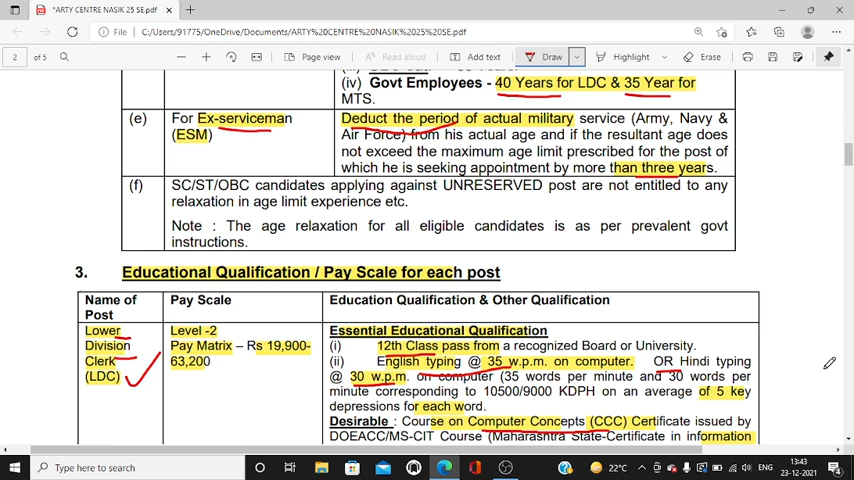 *ARTY CENTRE NASIK 25 SE.pdf
File C:/Users/91775/OneDrive/Documents/ARTY%20CENTRE%20NASIK%2025%20SE.pdf
2 of 5 Page view Read aloud Add text Draw Highlight Erase
(iv) Govt Employees - 40 Years for LDC & 35 Year for
MTS.
(e) For Ex-serviceman
(ESM)
Deduct the period of actual military service (Army, Navy &
Air Force) from his actual age and if the resultant age does
not exceed the maximum age limit prescribed for the post of
which he is seeking appointment by more than three years.
(f) SC/ST/OBC candidates applying against UNRESERVED post are not entitled to any
relaxation in age limit experience etc.
Note : The age relaxation for all eligible candidates is as per prevalent govt
instructions.
3. Educational Qualification / Pay Scale for each post
Name of
Post
Pay Scale
Education Qualification & Other Qualification
Lower
Division
Clerk
(LDC)
Level -2
Pay Matrix – Rs 19,900-
63,200
Essential Educational Qualification
(i) 12th Class pass from a recognized Board or University.
(ii) English typing @ 35 w.p.m. on computer. OR Hindi typing
@ 30 w.p.m. on computer (35 words per minute and 30 words per
minute corresponding to 10500/9000 KDPH on an average of 5 key
depressions for each word.
Desirable : Course on Computer Concepts (CCC) Certificate issued by
DOEACC/MS-CIT Course (Maharashtra State-Certificate in information
Type here to search
22°C
ENG
13:43
23-12-2021
4